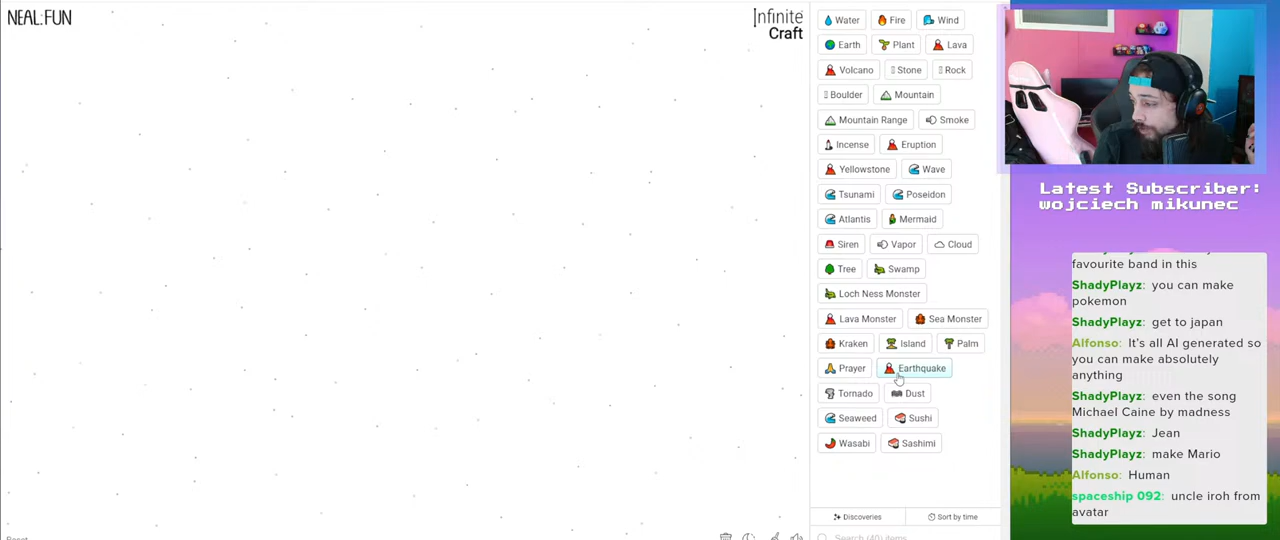 NEAL.FUN
Infinite
Craft
Water
Fire
Wind
Earth
Plant
Lava
Volcano
Stone
Rock
Boulder
Mountain
Mountain Range
Smoke
Incense
Eruption
Yellowstone
Wave
Tsunami
Poseidon
Atlantis
Mermaid
Siren
Vapor
Cloud
Tree
Swamp
Loch Ness Monster
Lava Monster
Sea Monster
Kraken
Island
Palm
Prayer
Earthquake
Tornado
Dust
Seaweed
Sushi
Wasabi
Sashimi
Discoveries
Sort by time
Search (40) items
Latest Subscriber:
wojciech mikunec
favourite band in this
ShadyPlayz: you can make
pokemon
ShadyPlayz: get to japan
Alfonso: It's all AI generated so
you can make absolutely
anything
ShadyPlayz: even the song
Michael Caine by madness
ShadyPlayz: Jean
ShadyPlayz: make Mario
Alfonso: Human
spaceship 092: uncle iroh from
avatar